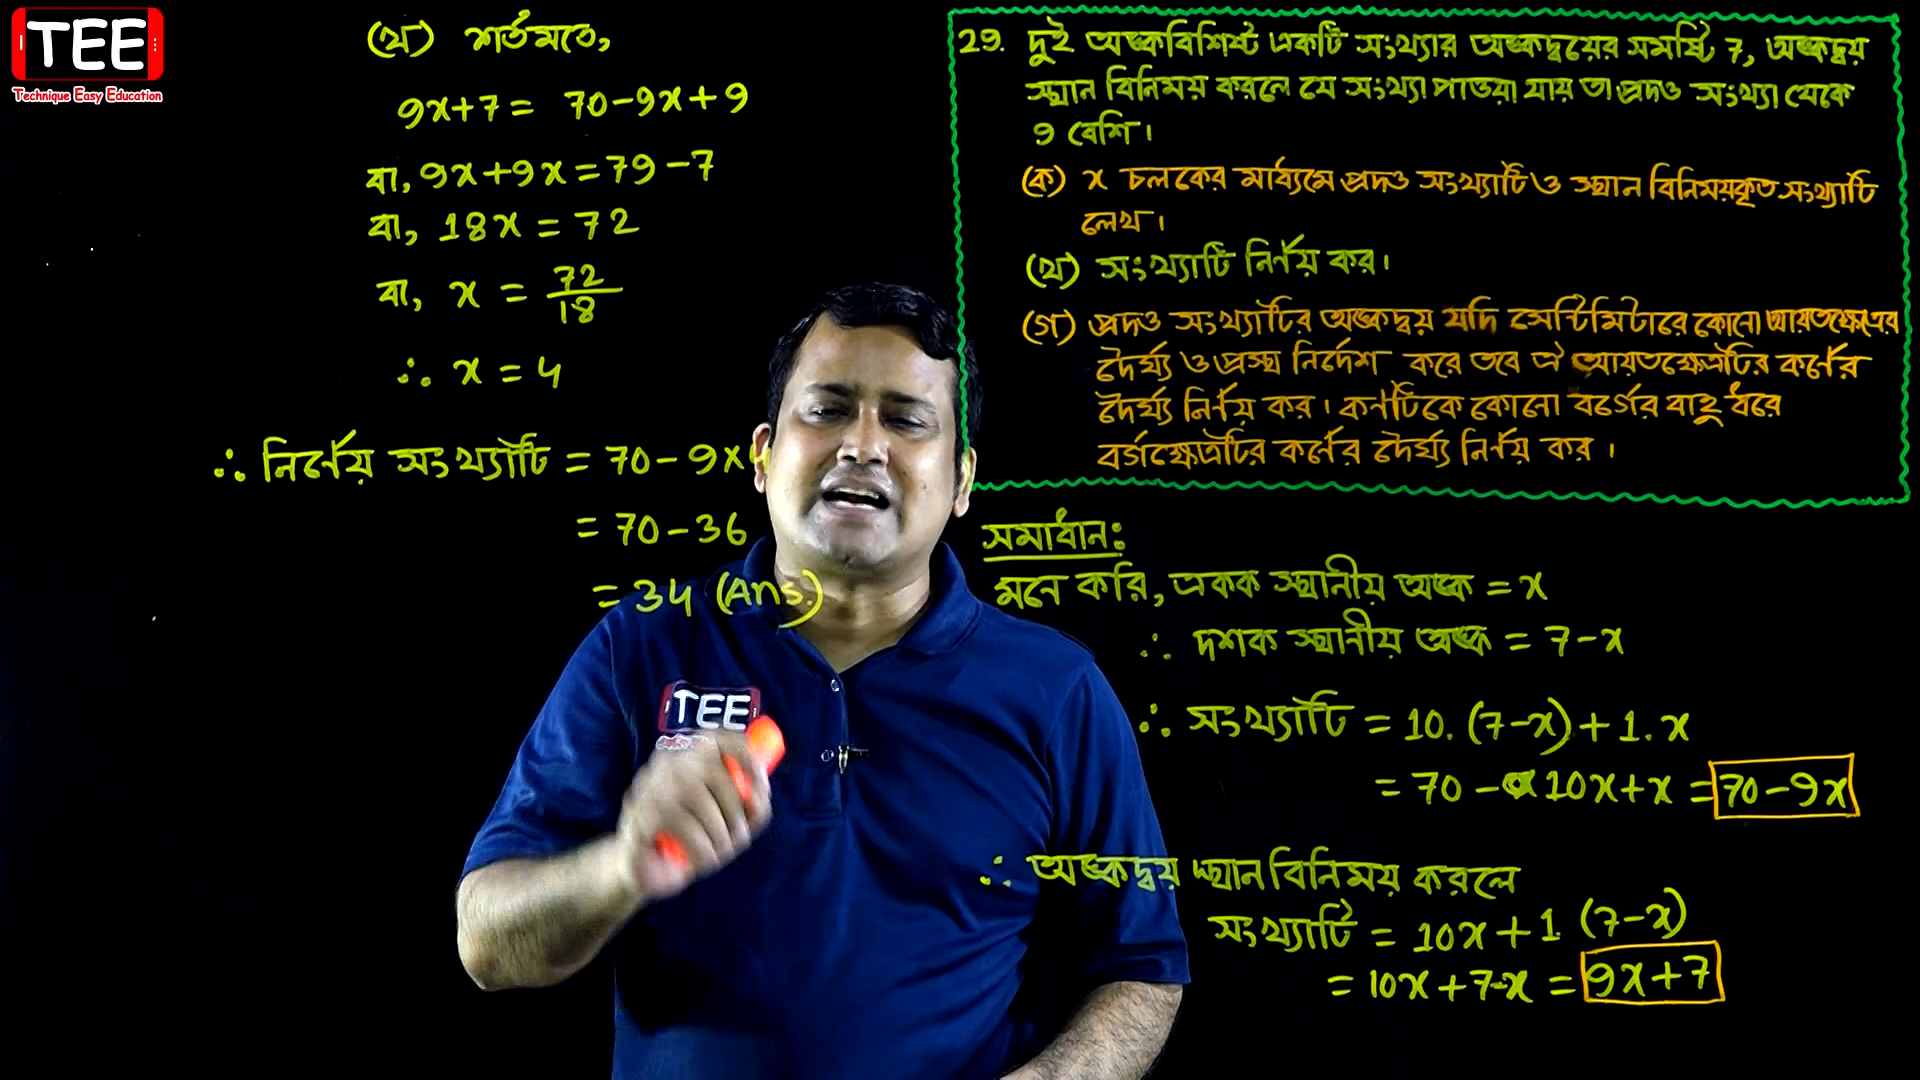 TEE
Technique Easy Education
(খ) শর্তমতে,
9x+7 = 70-9x+9
বা, 9x+9x = 79-7
বা, 18x = 72
বা, x = 72/18
∴ x = 4
∴ নির্ণেয় সংখ্যাটি = 70-9×4
= 70-36
= 34 (Ans.)
29. দুই অঙ্কবিশিষ্ট একটি সংখ্যার অঙ্কদ্বয়ের সমষ্টি 7, অঙ্কদ্বয়
স্থান বিনিময় করলে যে সংখ্যা পাওয়া যায় তা প্রদত্ত সংখ্যা থেকে
9 বেশি।
(ক) x চলকের মাধ্যমে প্রদত্ত সংখ্যাটি ও স্থান বিনিময়কৃত সংখ্যাটি
লেখ।
(খ) সংখ্যাটি নির্ণয় কর।
(গ) প্রদত্ত সংখ্যাটির অঙ্কদ্বয় যদি সেন্টিমিটারে কোনো আয়তক্ষেত্রের
দৈর্ঘ্য ও প্রস্থ নির্দেশ করে তবে ঐ আয়তক্ষেত্রটির কর্ণের
দৈর্ঘ্য নির্ণয় কর। কর্ণটিকে কোনো বর্গের বাহু ধরে
বর্গক্ষেত্রটির কর্ণের দৈর্ঘ্য নির্ণয় কর।
সমাধান:
মনে করি, একক স্থানীয় অঙ্ক = x
∴ দশক স্থানীয় অঙ্ক = 7-x
∴ সংখ্যাটি = 10. (7-x) + 1. x
= 70 - 10x+x = 70-9x
∴ অঙ্কদ্বয় স্থান বিনিময় করলে
সংখ্যাটি = 10x + 1 (7-x)
= 10x+7-x = 9x+7
TEE